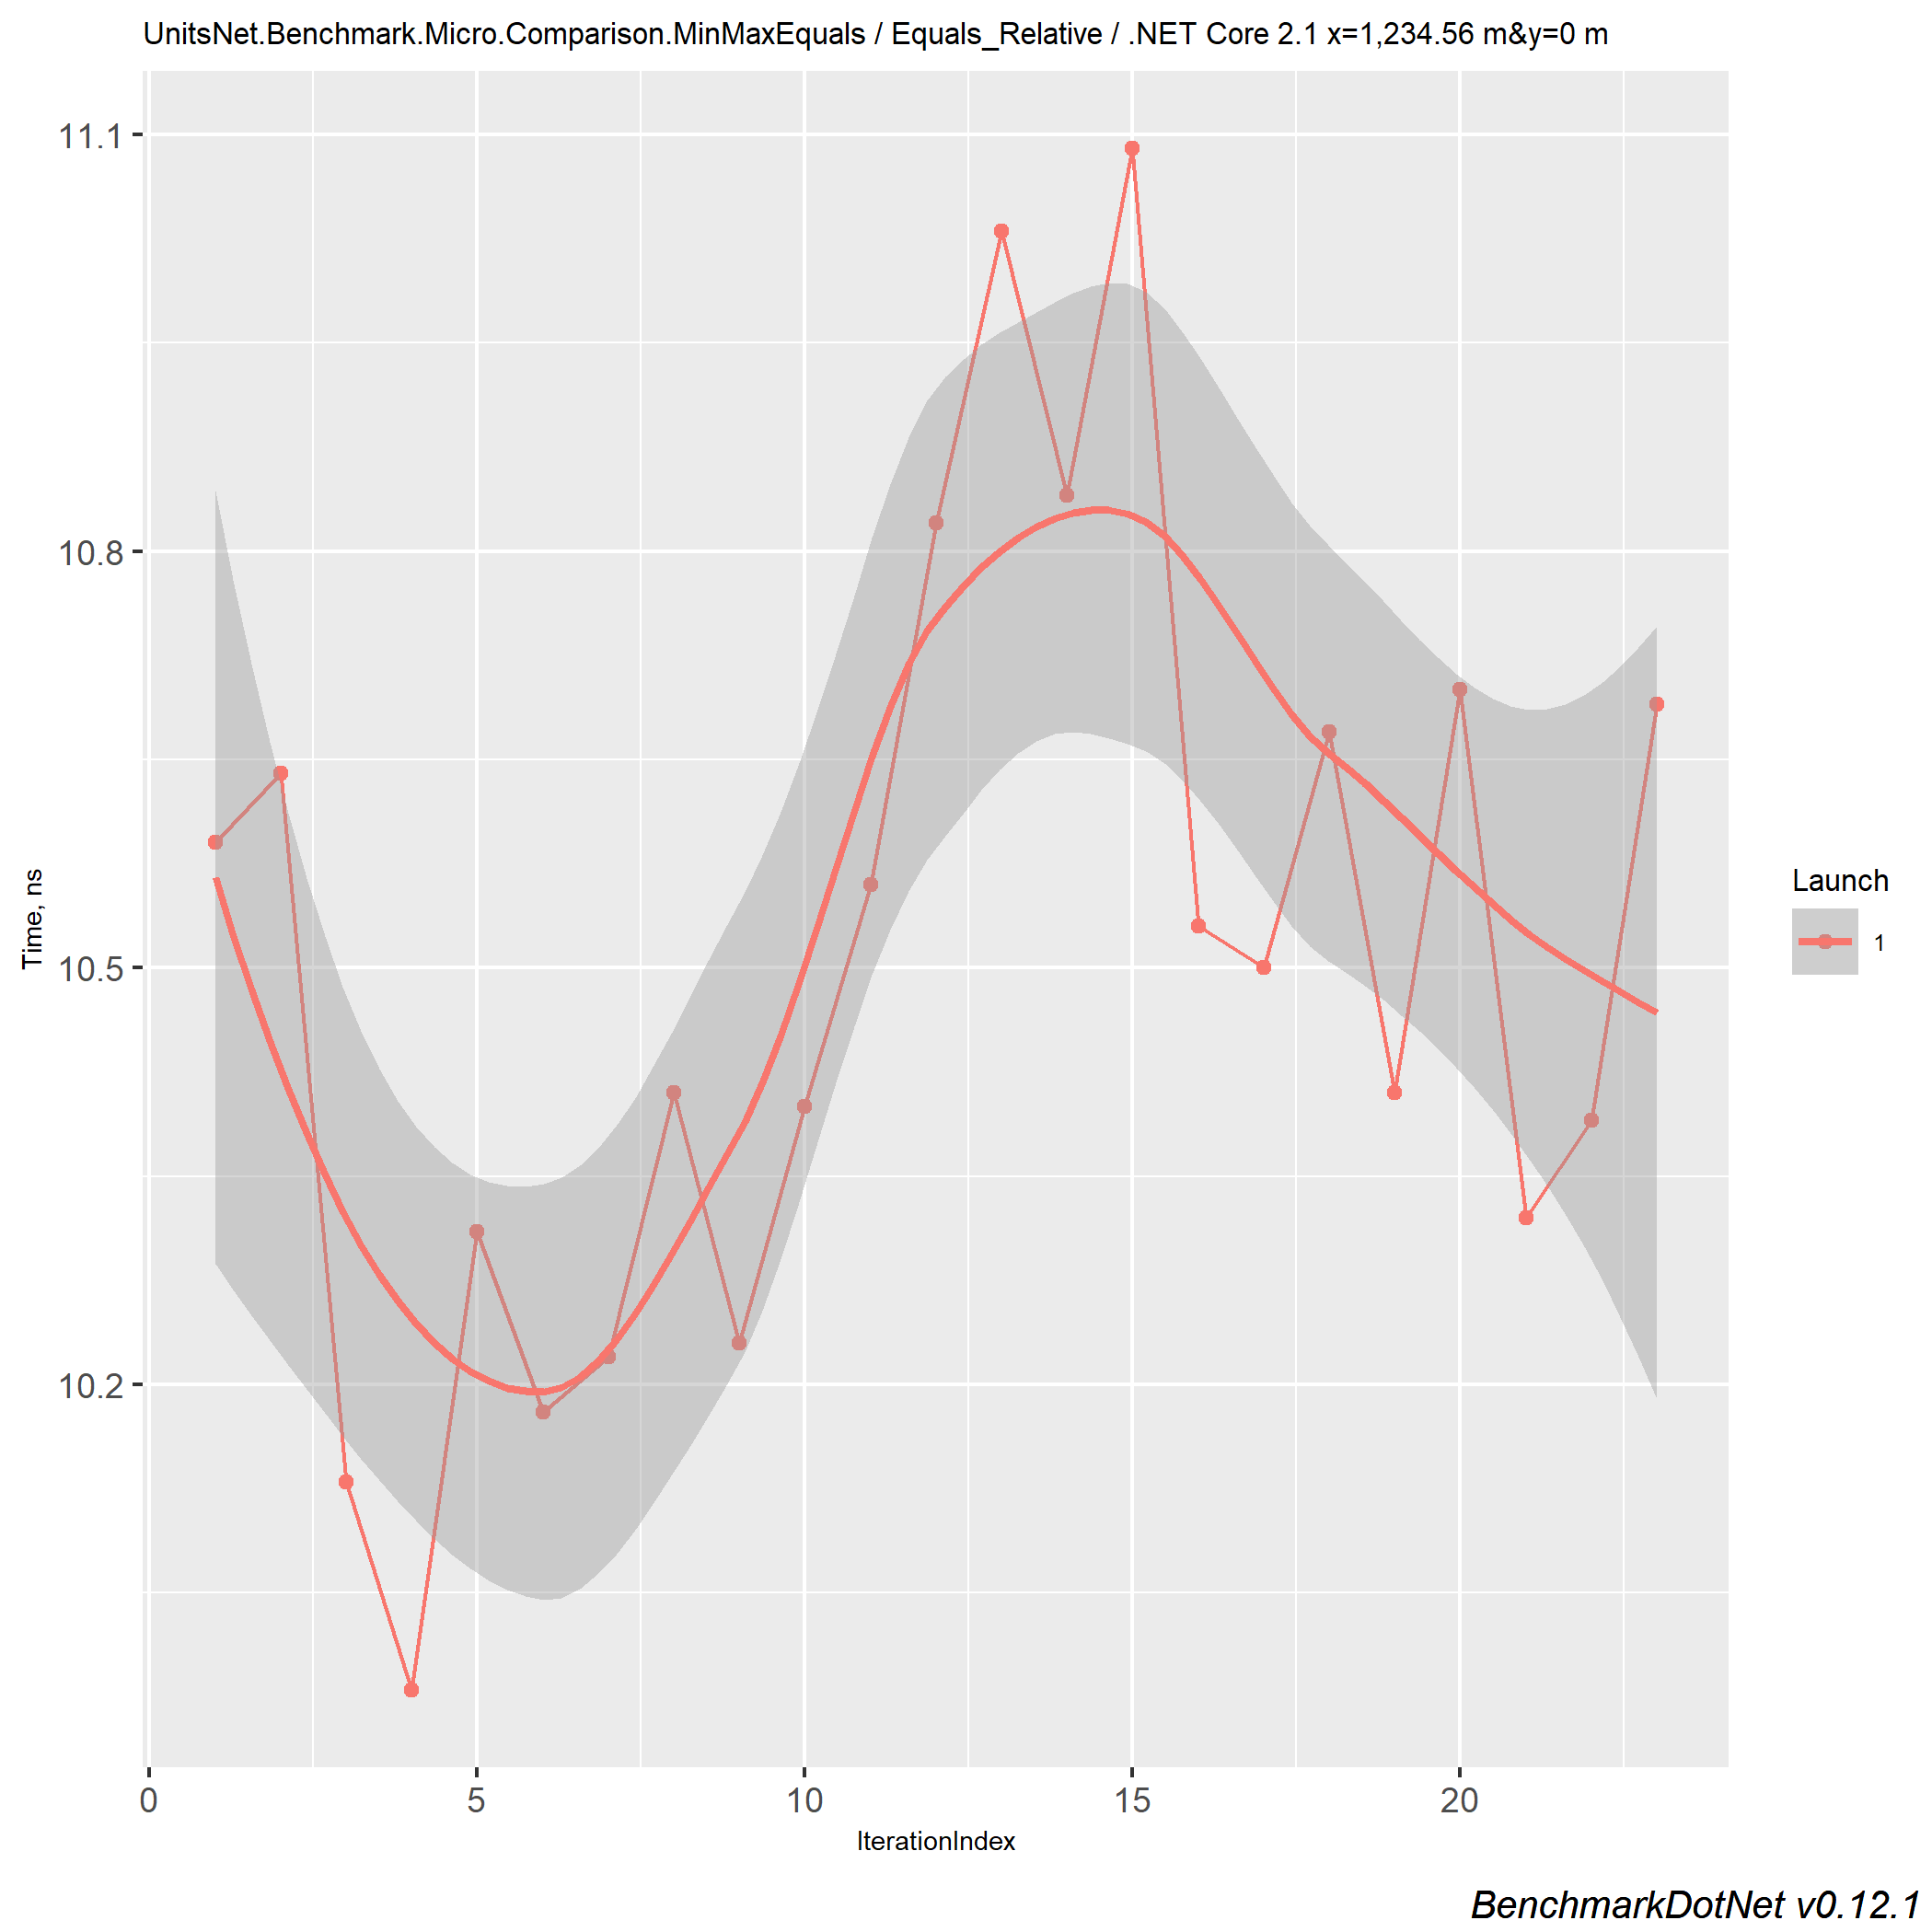 UnitsNet.Benchmark.Micro.Comparison.MinMaxEquals / Equals_Relative / .NET Core 2.1 x=1,234.56 m&y=0 m
11.1
10.8
10.5
10.2
Time, ns
0 5 10 15 20
IterationIndex
Launch
1
BenchmarkDotNet v0.12.1